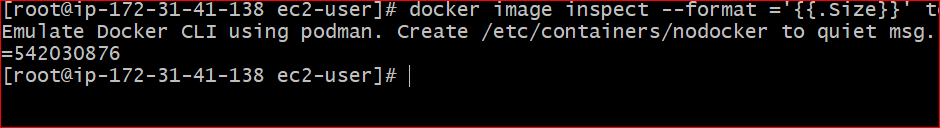 [root@ip-172-31-41-138 ec2-user]# docker image inspect --format ='{{.Size}}'
Emulate Docker CLI using podman. Create /etc/containers/nodocker to quiet msg.
=542030876
[root@ip-172-31-41-138 ec2-user]#